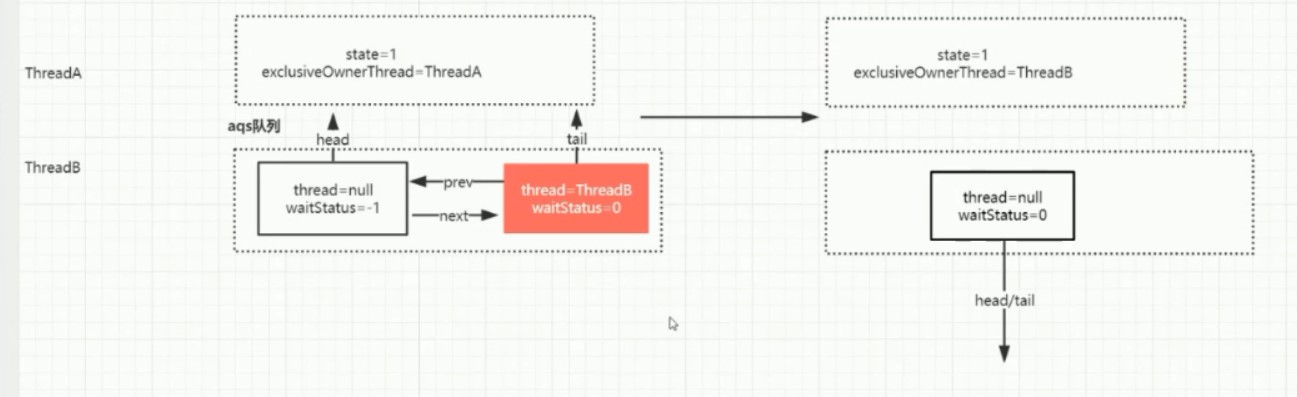 state=1
exclusiveOwnerThread=ThreadA
state=1
exclusiveOwnerThread=ThreadB
ThreadA
aqs队列
head
tail
ThreadB
thread=null
waitStatus=-1
prev
next
thread=ThreadB
waitStatus=0
thread=null
waitStatus=0
head/tail